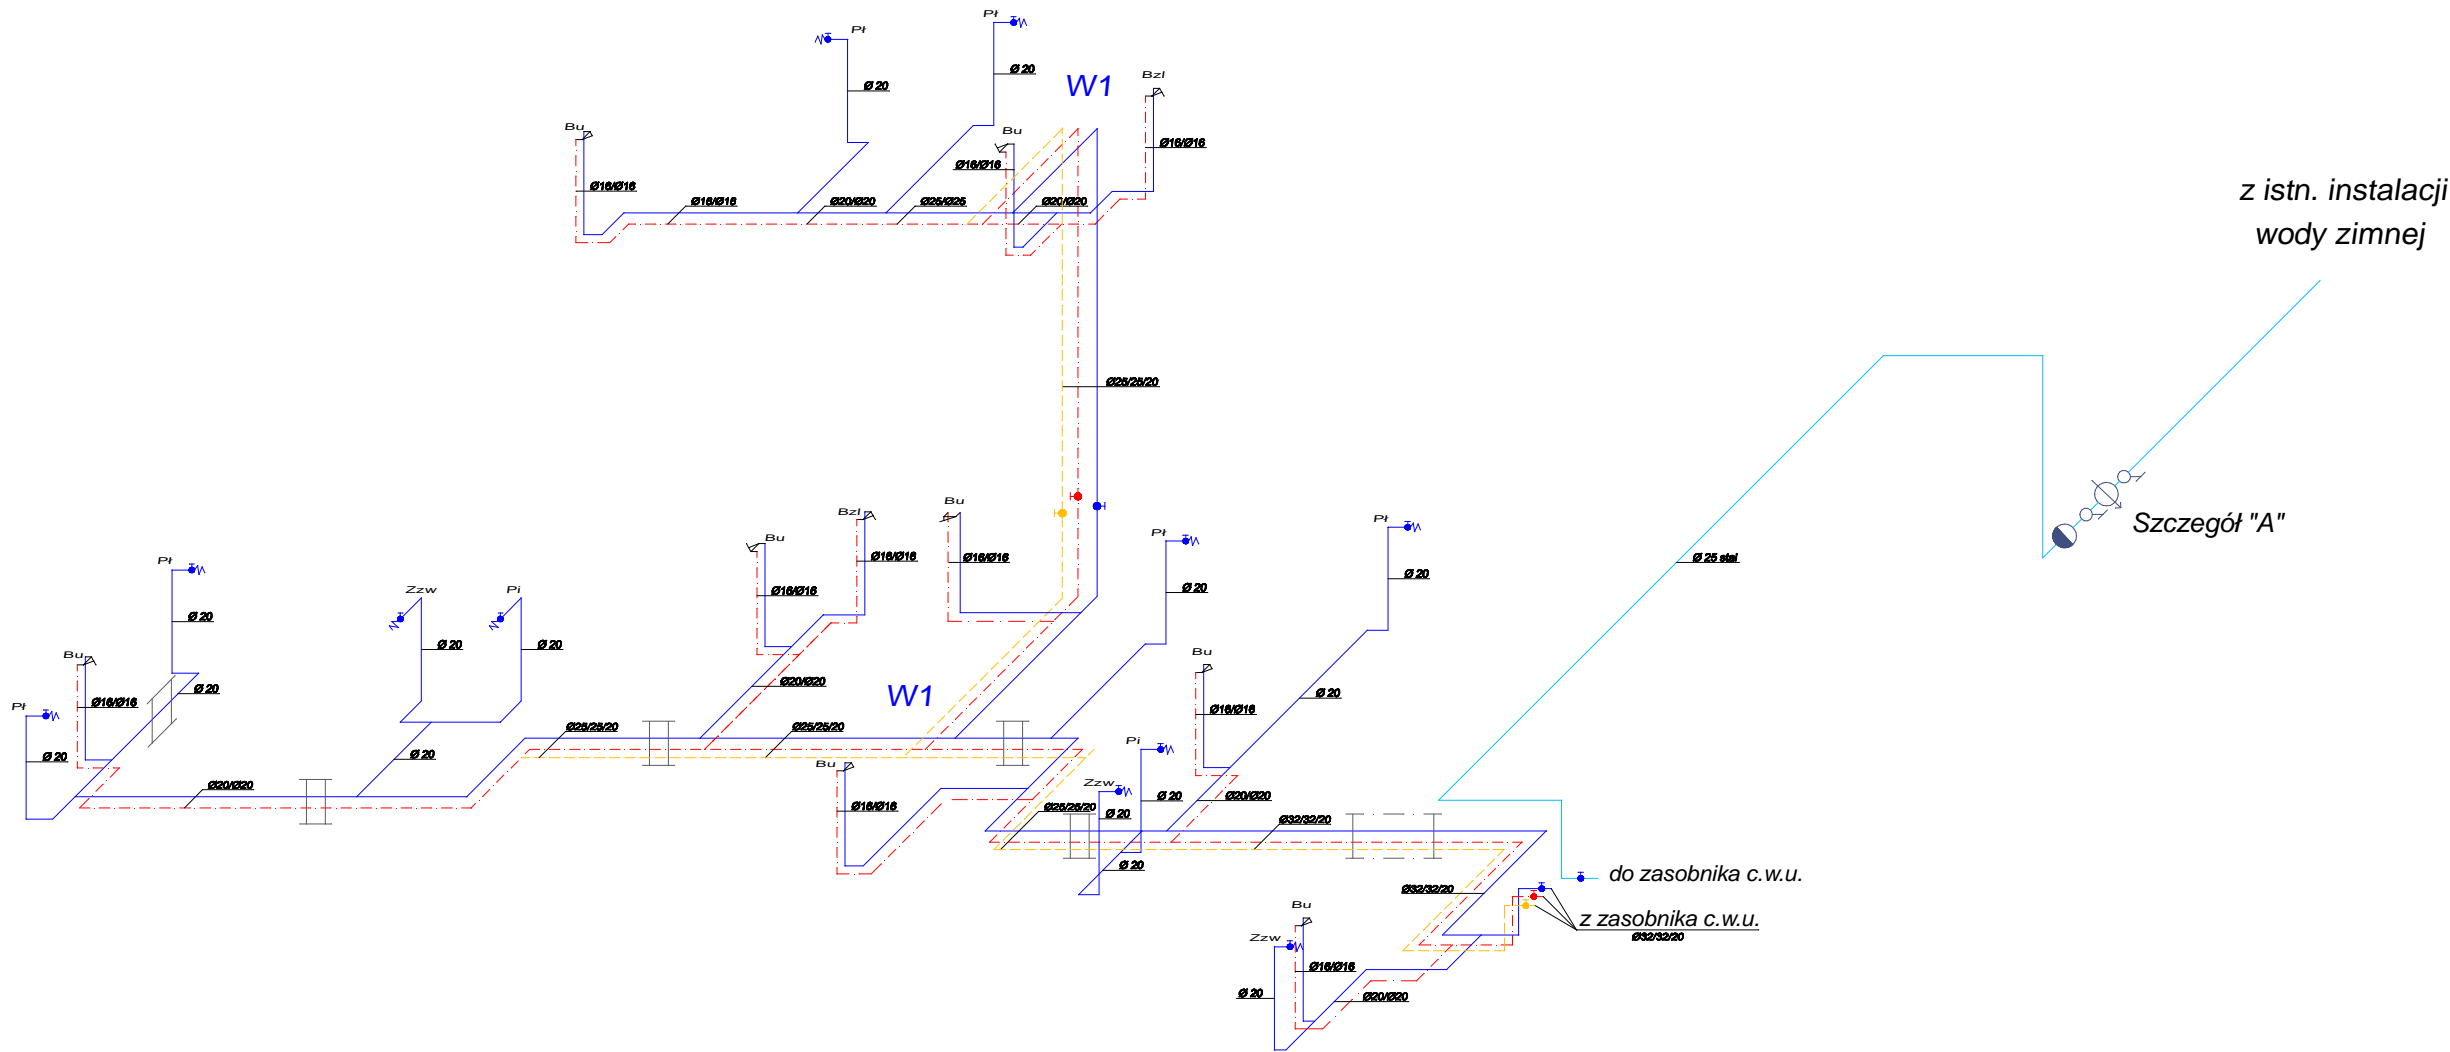 Pł
Pł
Ø 20
Ø 20
W1
Bzl
Bu
Bu
Ø16/Ø16
Ø16/Ø16
Ø16/Ø16
Ø16/Ø16
Ø20/Ø20
Ø25/Ø25
Ø20/Ø20
z istn. instalacji
wody zimnej
Ø25/25/20
Szczegół "A"
Ø 25 stal
Bzl
Bu
Bu
Pł
Pł
Ø16/Ø16
Ø16/Ø16
Ø16/Ø16
Ø 20
Ø 20
Pł
Zzw
Pi
Ø 20
Ø 20
Ø 20
Bu
Ø 20
Ø16/Ø16
Pł
Ø 20
Ø20/Ø20
Ø 20
Ø25/25/20
Ø20/Ø20
W1
Ø25/25/20
Bu
Ø16/Ø16
Ø 20
Bu
Ø16/Ø16
Pi
Zzw
Ø 20
Ø 20
Ø20/Ø20
Ø25/25/20
Ø32/32/20
Ø 20
Ø32/32/20
do zasobnika c.w.u.
z zasobnika c.w.u.
Ø32/32/20
Bu
Zzw
Ø16/Ø16
Ø 20
Ø20/Ø20